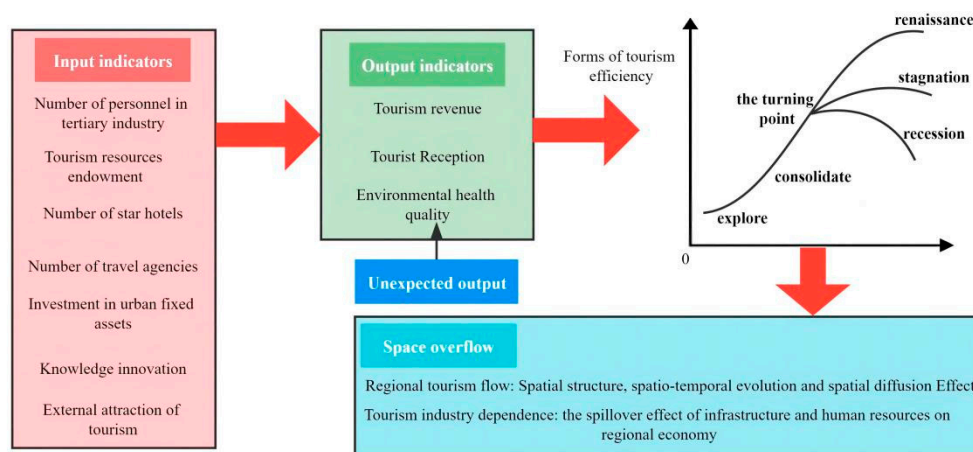 Input indicators
Number of personnel in
tertiary industry
Tourism resources
endowment
Number of star hotels
Number of travel agencies
Investment in urban fixed
assets
Knowledge innovation
External attraction of
tourism
Output indicators
Tourism revenue
Tourist Reception
Environmental health
quality
Unexpected output
Forms of tourism
efficiency
renaissance
stagnation
the turning
point
recession
consolidate
explore
0
Space overflow
Regional tourism flow: Spatial structure, spatio-temporal evolution and spatial diffusion Effect
Tourism industry dependence: the spillover effect of infrastructure and human resources on
regional economy